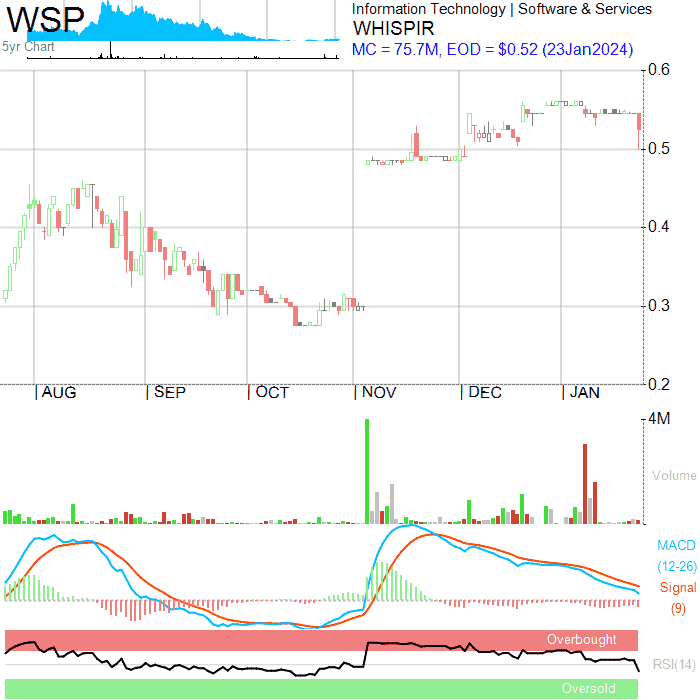 WSP
5yr Chart
Information Technology | Software & Services
WHISPIR
MC = 75.7M, EOD = $0.52 (23Jan2024)
0.6
0.5
0.4
0.3
0.2
| AUG | SEP | OCT | NOV | DEC | JAN
4M
Volume
MACD
(12-26)
Signal
(9)
Overbought
RSI(14)
Oversold